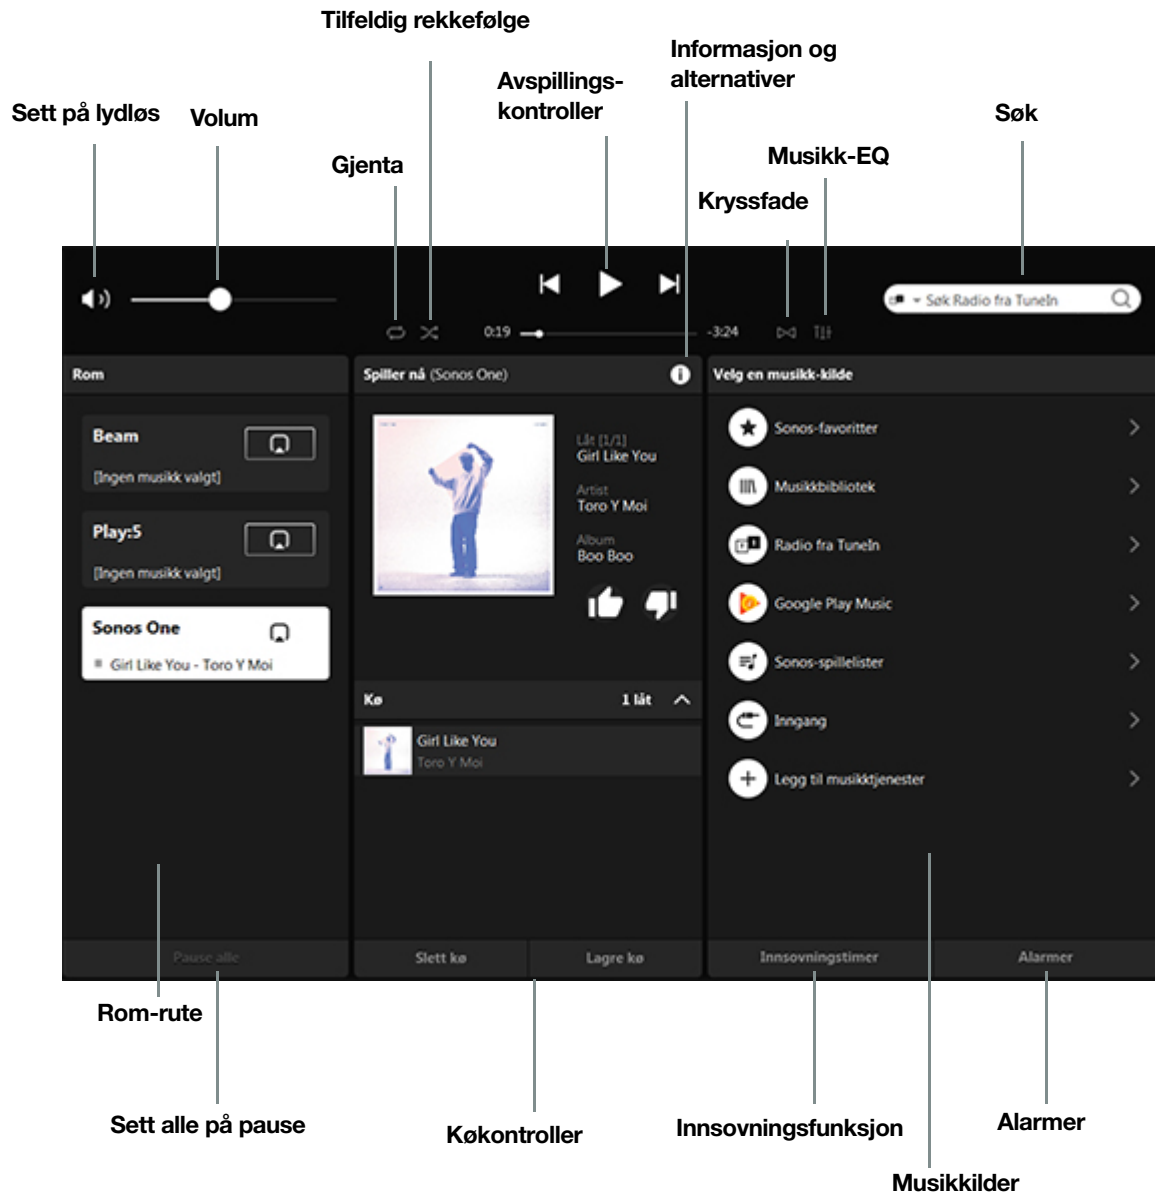 Tilfeldig rekkefølge
Informasjon og
alternativer
Avspillings-
kontroller
Sett på lydløs
Volum
Søk
Gjenta
Musikk-EQ
Kryssfade
Søk Radio fra TuneIn
0:19
-3:24
Rom
Beam
[Ingen musikk valgt]
Play:5
[Ingen musikk valgt]
Sonos One
Girl Like You - Toro Y Moi
Pause alle
Spiller nå (Sonos One)
Låt [1/1]
Girl Like You
Artist
Toro Y Moi
Album
Boo Boo
Kø 1 låt
Girl Like You
Toro Y Moi
Slett kø
Lagre kø
Velg en musikk-kilde
Sonos-favoritter
Musikkbibliotek
Radio fra TuneIn
Google Play Music
Sonos-spillelister
Inngang
Legg til musikktjenester
Innsovningstimer
Alarmer
Rom-rute
Sett alle på pause
Køkontroller
Innsovningsfunksjon
Alarmer
Musikkilder